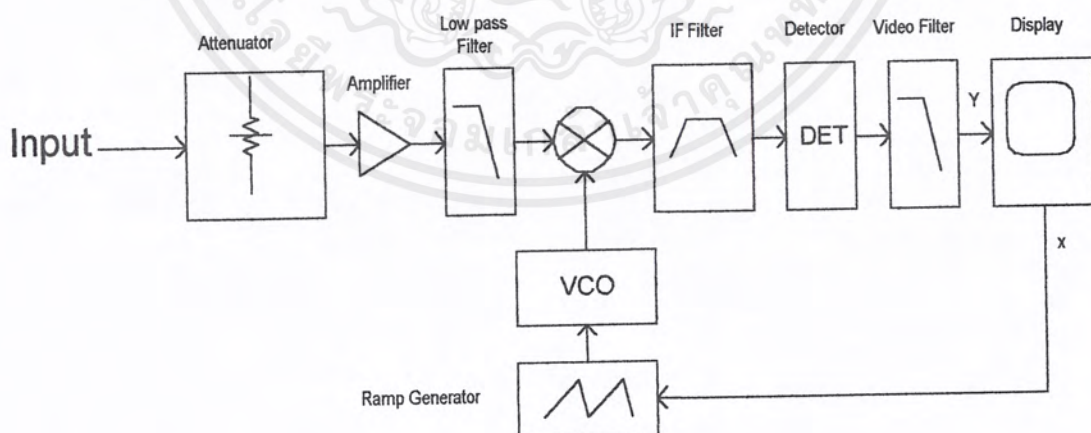 Attenuator
Amplifier
Low pass
Filter
IF Filter
Detector
Video Filter
Display
Input
DET
Y
X
VCO
Ramp Generator